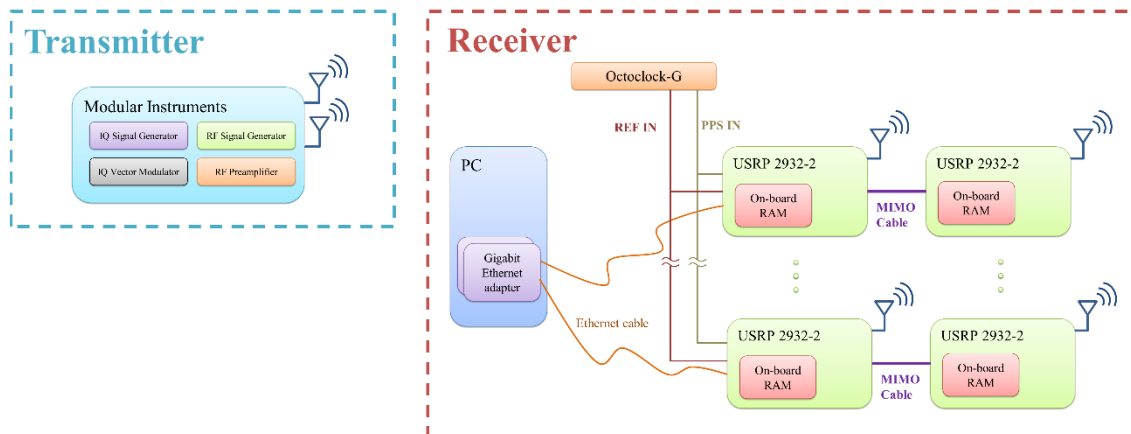 Transmitter
Modular Instruments
IQ Signal Generator
RF Signal Generator
IQ Vector Modulator
RF Preamplifier
Receiver
Octoclock-G
REF IN
PPS IN
PC
Gigabit
Ethernet
adapter
Ethernet cable
USRP 2932-2
On-board
RAM
MIMO
Cable
USRP 2932-2
On-board
RAM
USRP 2932-2
On-board
RAM
MIMO
Cable
USRP 2932-2
On-board
RAM